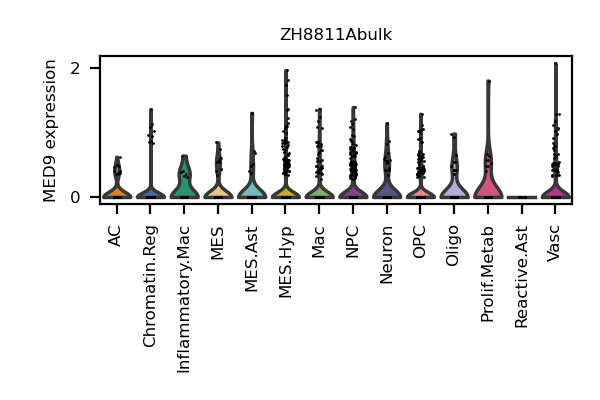 ZH8811Abulk
MED9 expression
2
0
AC
Chromatin.Reg
Inflammatory.Mac
MES
MES.Ast
MES.Hyp
Mac
NPC
Neuron
OPC
Oligo
Prolif.Metab
Reactive.Ast
Vasc